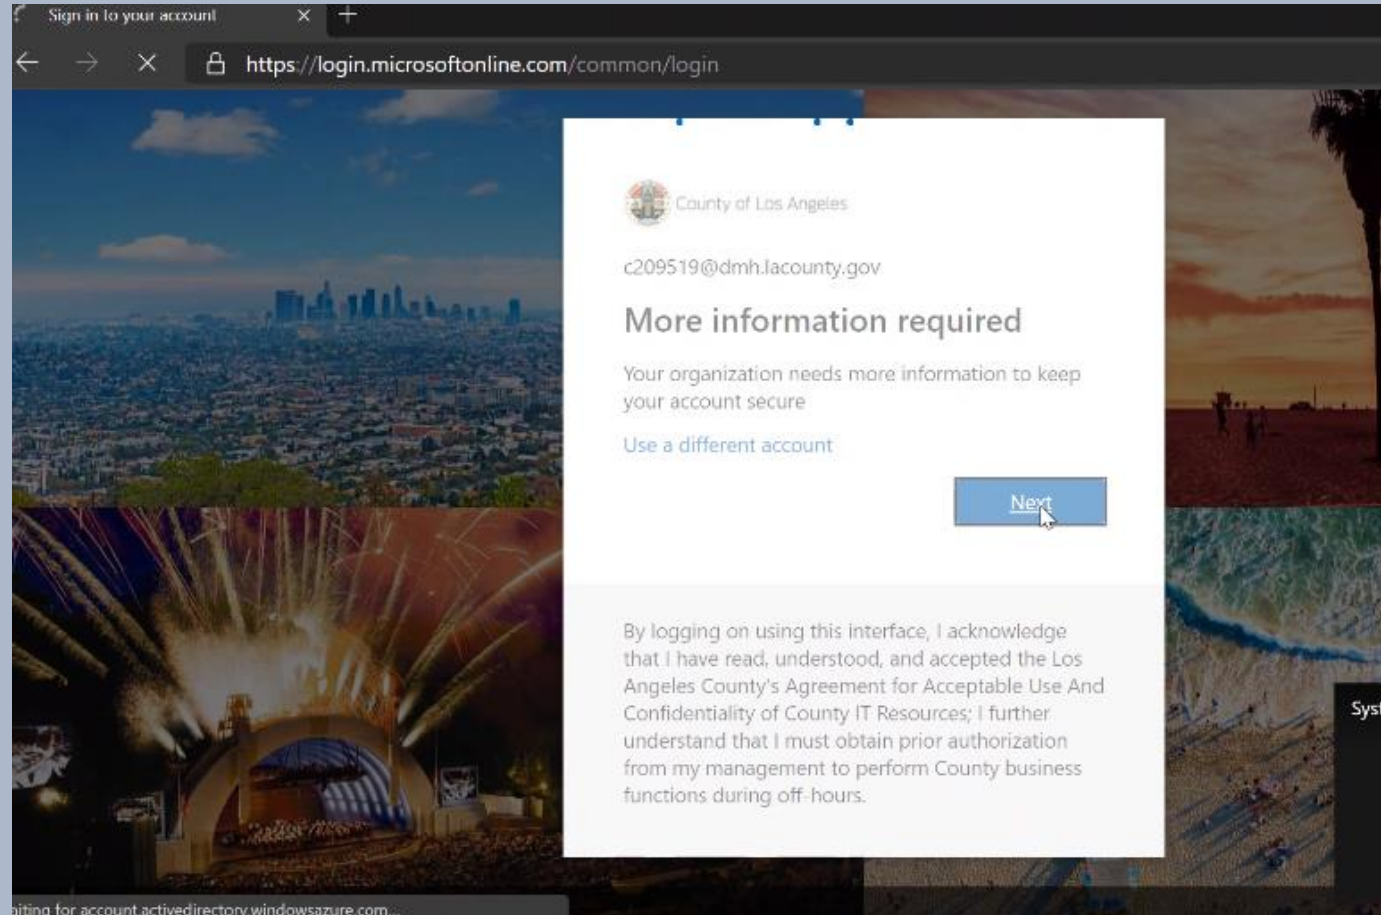 Sign in to your account
https://login.microsoftonline.com/common/login
County of Los Angeles
c209519@dmh.lacounty.gov
More information required
Your organization needs more information to keep
your account secure
Use a different account
Next
By logging on using this interface, I acknowledge
that I have read, understood, and accepted the Los
Angeles County's Agreement for Acceptable Use And
Confidentiality of County IT Resources; I further
understand that I must obtain prior authorization
from my management to perform County business
functions during off-hours.
Syst
aiting for account.activedirectory.windowsazure.com...